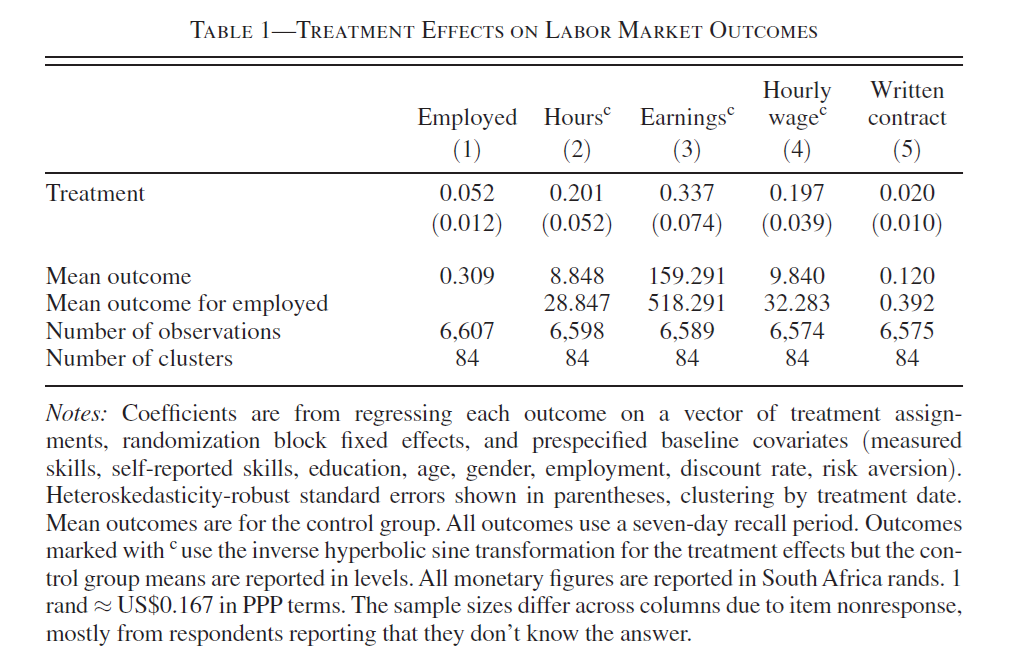 TABLE 1—TREATMENT EFFECTS ON LABOR MARKET OUTCOMES
Employed Hoursᶜ Earningsᶜ Hourly wageᶜ Written contract
(1) (2) (3) (4) (5)
Treatment 0.052 0.201 0.337 0.197 0.020
(0.012) (0.052) (0.074) (0.039) (0.010)
Mean outcome 0.309 8.848 159.291 9.840 0.120
Mean outcome for employed 28.847 518.291 32.283 0.392
Number of observations 6,607 6,598 6,589 6,574 6,575
Number of clusters 84 84 84 84 84
Notes: Coefficients are from regressing each outcome on a vector of treatment assign-
ments, randomization block fixed effects, and prespecified baseline covariates (measured
skills, self-reported skills, education, age, gender, employment, discount rate, risk aversion).
Heteroskedasticity-robust standard errors shown in parentheses, clustering by treatment date.
Mean outcomes are for the control group. All outcomes use a seven-day recall period. Outcomes
marked with ᶜ use the inverse hyperbolic sine transformation for the treatment effects but the con-
trol group means are reported in levels. All monetary figures are reported in South Africa rands. 1
rand ≈ US$0.167 in PPP terms. The sample sizes differ across columns due to item nonresponse,
mostly from respondents reporting that they don’t know the answer.